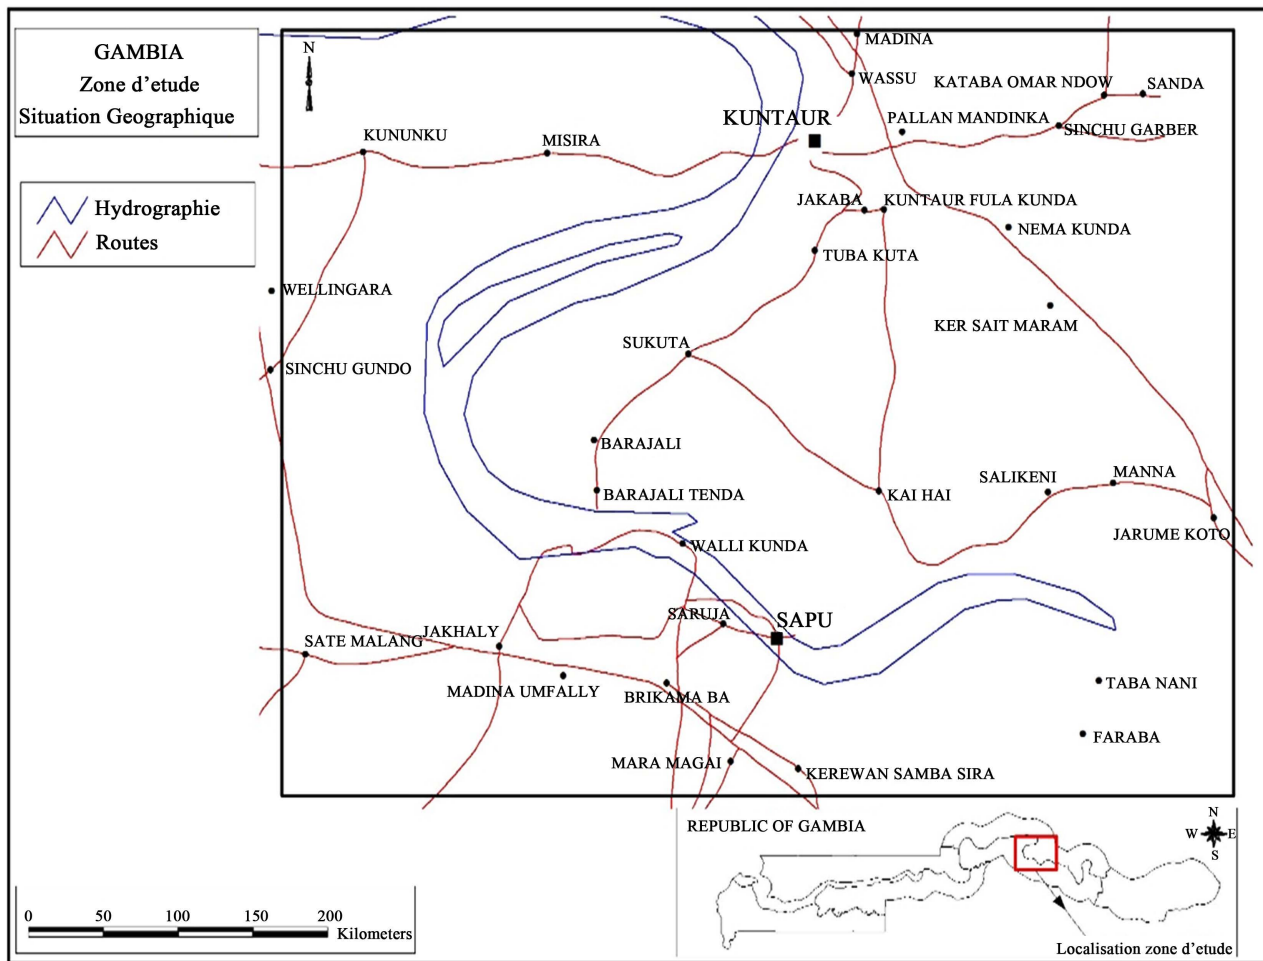 GAMBIA
Zone d'etude
Situation Geographique
N
MADINA
WASSU
KATABA OMAR NDOW
SANDA
KUNTAUR
PALLAN MANDINKA
SINCHU GARBER
KUNUNKU
MISIRA
Hydrographie
Routes
JAKABA
KUNTAUR FULA KUNDA
NEMA KUNDA
TUBA KUTA
WELLINGARA
KER SAIT MARAM
SUKUTA
SINCHU GUNDO
BARAJALI
BARAJALI TENDA
KAI HAI
SALIKENI
MANNA
JARUME KOTO
WALLI KUNDA
SARUJA
SAPU
SATE MALANG
JAKHALY
MADINA UMFALLY
BRIKAMA BA
TABA NANI
FARABA
MARA MAGAI
KEREWAN SAMBA SIRA
REPUBLIC OF GAMBIA
N
W E
S
0 50 100 150 200
Kilometers
Localisation zone d'etude